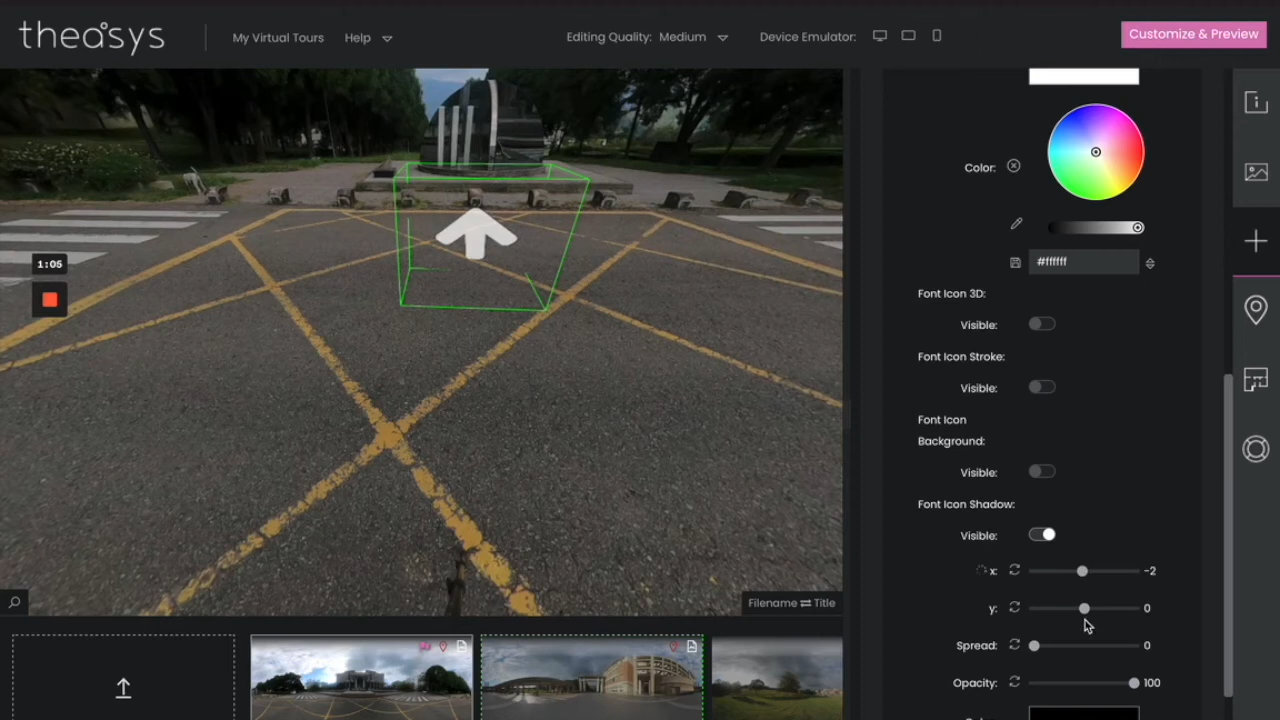 theasys
My Virtual Tours
Help
Editing Quality: Medium
Device Emulator:
Customize & Preview
Color:
#ffffff
Font Icon 3D:
Visible:
Font Icon Stroke:
Visible:
Font Icon
Background:
Visible:
Font Icon Shadow:
Visible:
x: -2
y: 0
Spread: 0
Opacity: 100
1:05
Filename ⇄ Title